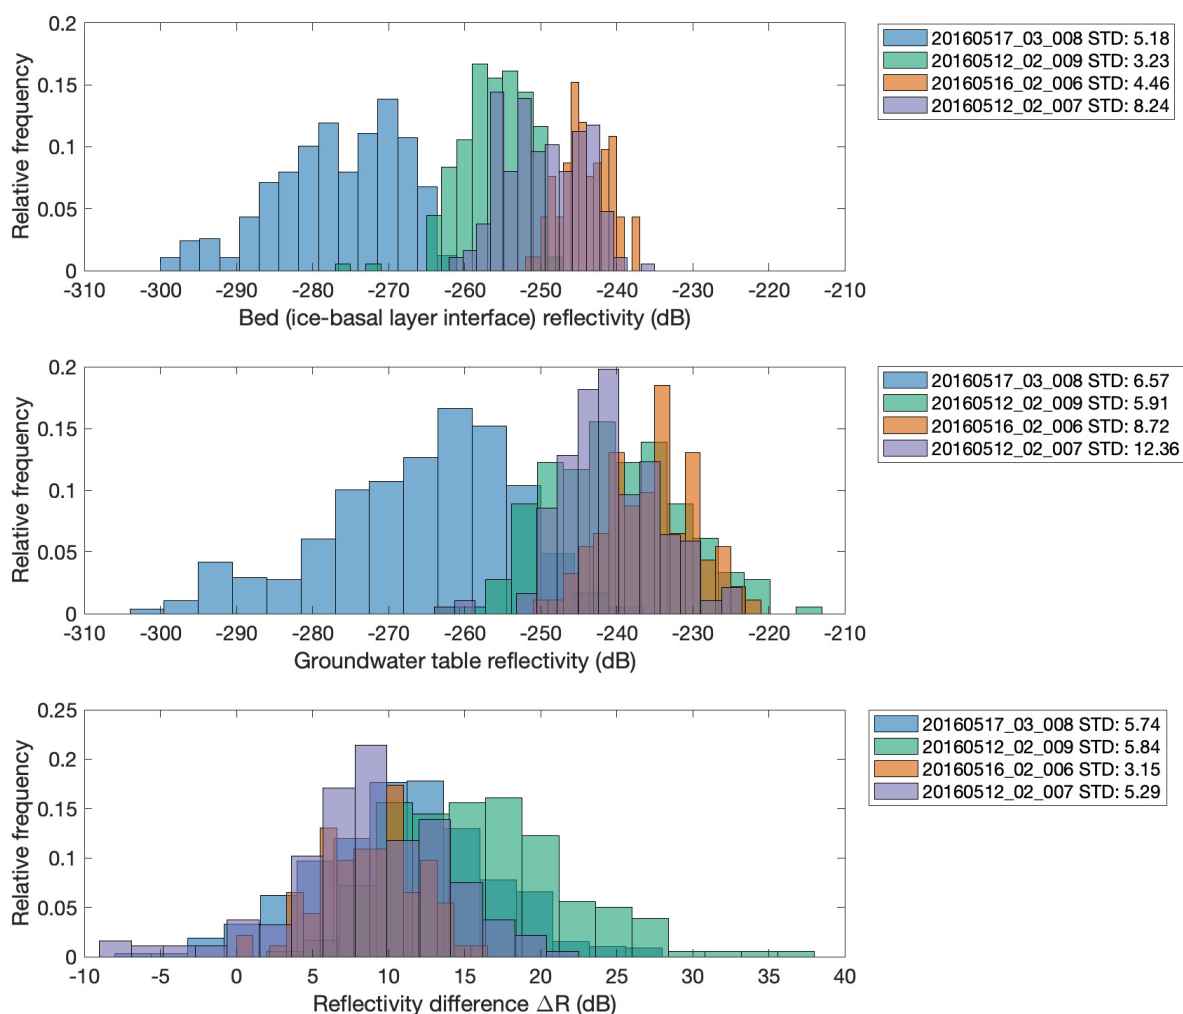 0.2
0.15
0.1
0.05
0
Relative frequency
-310 -300 -290 -280 -270 -260 -250 -240 -230 -220 -210
Bed (ice-basal layer interface) reflectivity (dB)
20160517_03_008 STD: 5.18
20160512_02_009 STD: 3.23
20160516_02_006 STD: 4.46
20160512_02_007 STD: 8.24
0.2
0.15
0.1
0.05
0
Relative frequency
-310 -300 -290 -280 -270 -260 -250 -240 -230 -220 -210
Groundwater table reflectivity (dB)
20160517_03_008 STD: 6.57
20160512_02_009 STD: 5.91
20160516_02_006 STD: 8.72
20160512_02_007 STD: 12.36
0.25
0.2
0.15
0.1
0.05
0
Relative frequency
-10 -5 0 5 10 15 20 25 30 35 40
Reflectivity difference ΔR (dB)
20160517_03_008 STD: 5.74
20160512_02_009 STD: 5.84
20160516_02_006 STD: 3.15
20160512_02_007 STD: 5.29